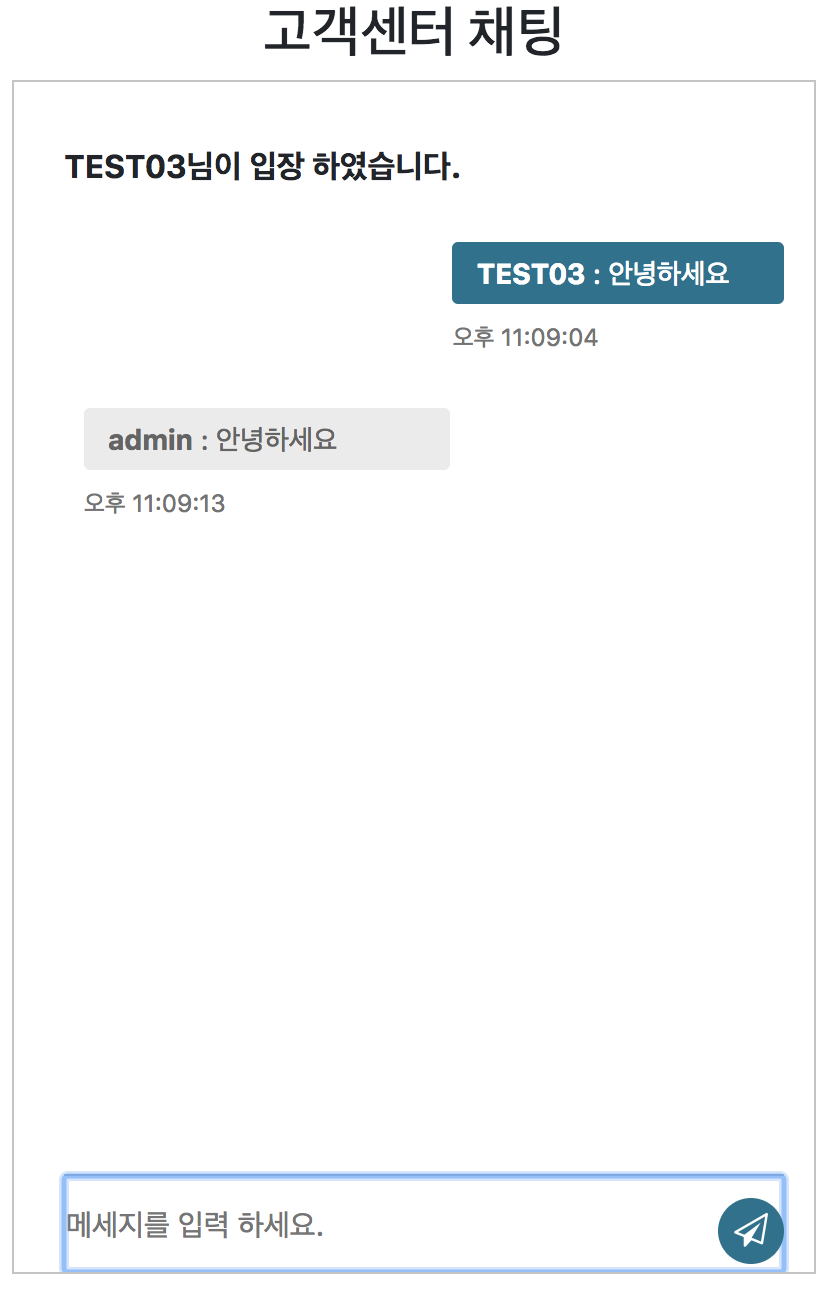 고객센터 채팅
TEST03님이 입장 하였습니다.
TEST03 : 안녕하세요
오후 11:09:04
admin : 안녕하세요
오후 11:09:13
메세지를 입력 하세요.